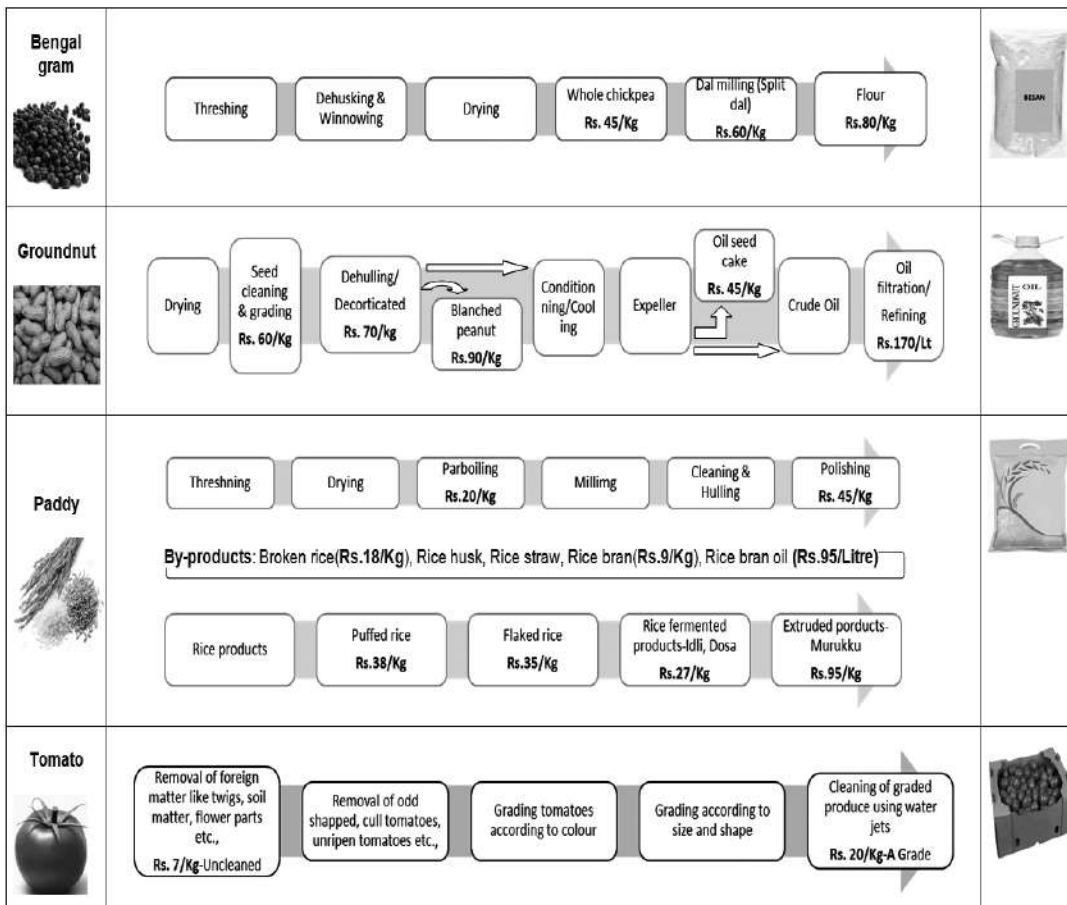 Bengal
gram
Threshing
Dehusking &
Winnowing
Drying
Whole chickpea
Rs. 45/Kg
Dal milling (Split
dal)
Rs.60/Kg
Flour
Rs.80/Kg
BESAN
Groundnut
Drying
Seed
cleaning
& grading
Rs. 60/Kg
Dehulling/
Decorticated
Rs. 70/kg
Blanched
peanut
Rs.90/Kg
Condition
ning/Cool
ing
Expeller
Oil seed
cake
Rs. 45/Kg
Crude Oil
Oil
filtration/
Refining
Rs.170/Lt
GROUNDNUT
OIL
Paddy
Threshning
Drying
Parboiling
Rs.20/Kg
Millimg
Cleaning &
Hulling
Polishing
Rs. 45/Kg
By-products: Broken rice(Rs.18/Kg), Rice husk, Rice straw, Rice bran(Rs.9/Kg), Rice bran oil (Rs.95/Litre)
Rice products
Puffed rice
Rs.38/Kg
Flaked rice
Rs.35/Kg
Rice fermented
products-Idli, Dosa
Rs.27/Kg
Extruded porducts-
Murukku
Rs.95/Kg
Tomato
Removal of foreign
matter like twigs, soil
matter, flower parts
etc.,
Rs. 7/Kg-Uncleaned
Removal of odd
shapped, cull tomatoes,
unripen tomatoes etc.,
Grading tomatoes
according to colour
Grading according to
size and shape
Cleaning of graded
produce using water
jets
Rs. 20/Kg-A Grade